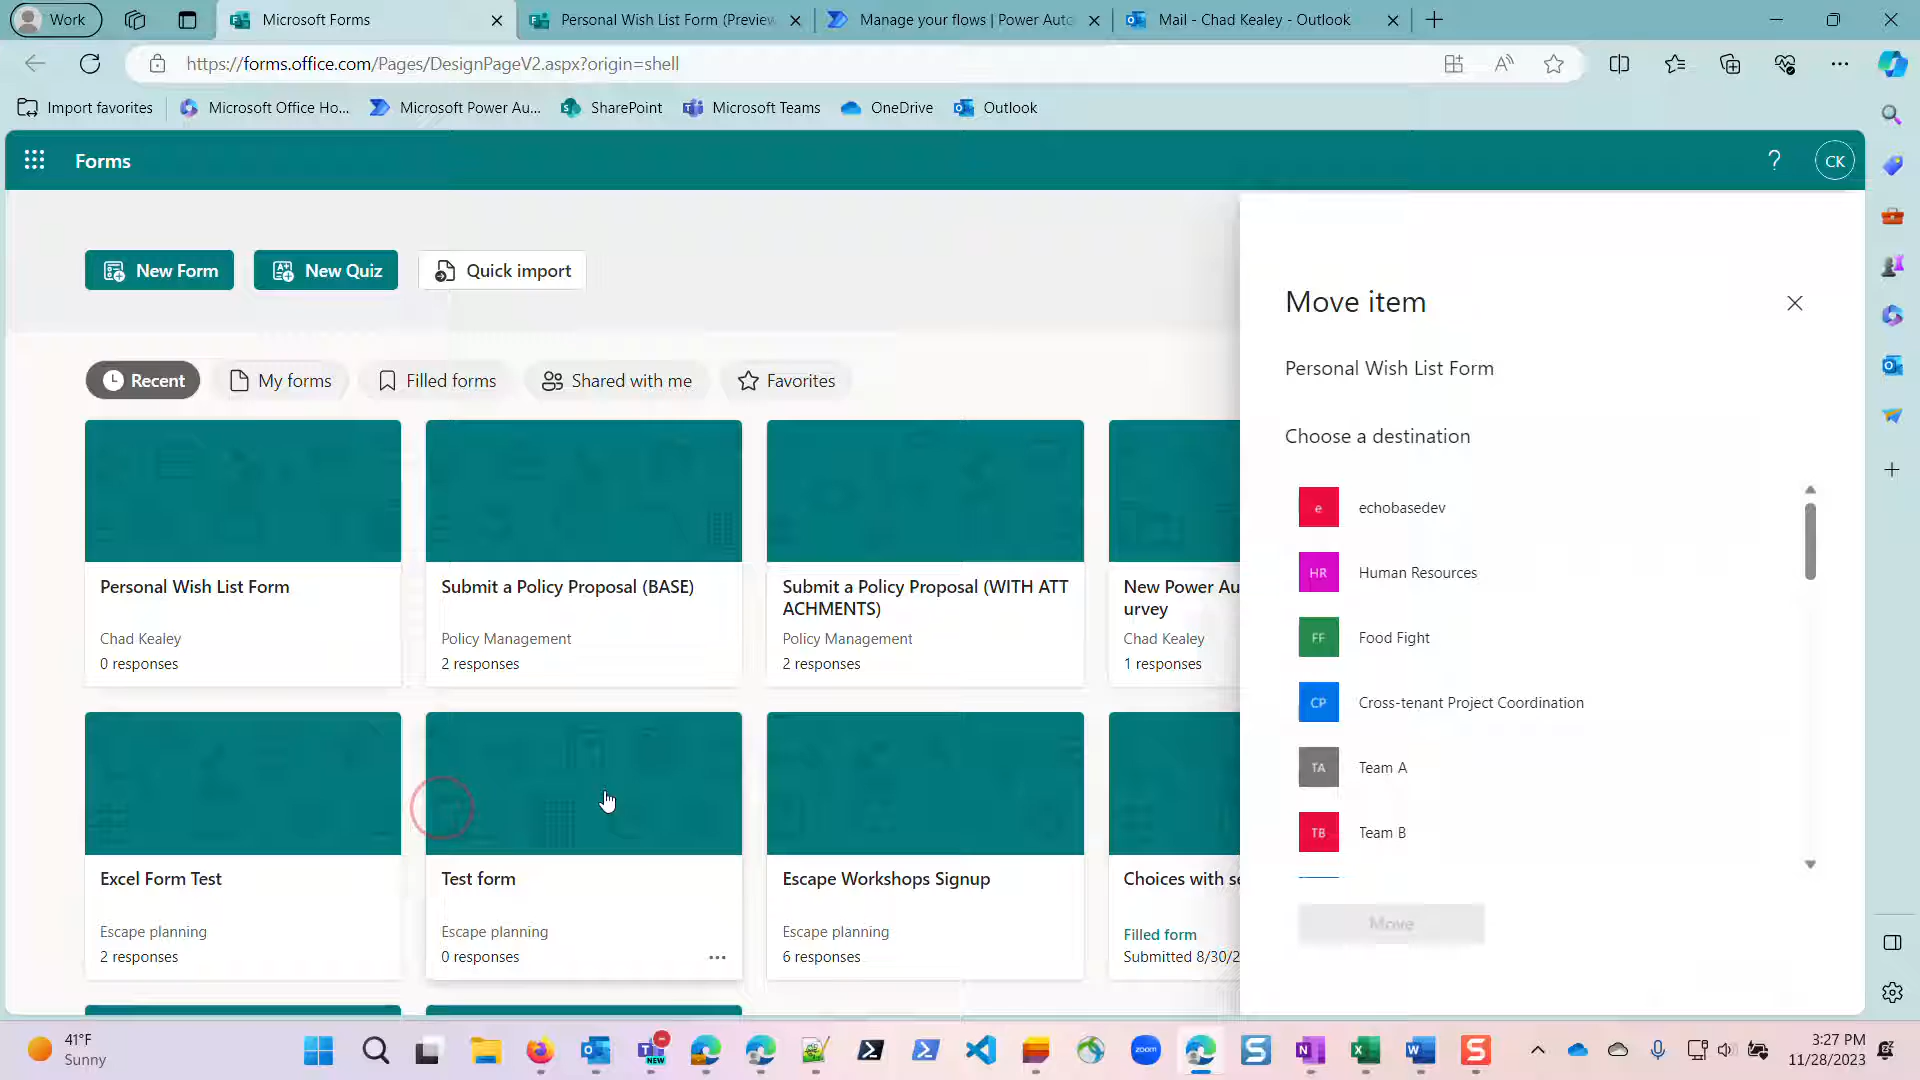 Work
Microsoft Forms
Personal Wish List Form (Preview
Manage your flows | Power Auto
Mail - Chad Kealey - Outlook
https://forms.office.com/Pages/DesignPageV2.aspx?origin=shell
Import favorites
Microsoft Office Ho...
Microsoft Power Au...
SharePoint
Microsoft Teams
OneDrive
Outlook
Forms
?
CK
New Form
New Quiz
Quick import
Recent
My forms
Filled forms
Shared with me
Favorites
Personal Wish List Form
Chad Kealey
0 responses
Submit a Policy Proposal (BASE)
Policy Management
2 responses
Submit a Policy Proposal (WITH ATT
ACHMENTS)
Policy Management
2 responses
New Power Au
urvey
Chad Kealey
1 responses
Excel Form Test
Escape planning
2 responses
Test form
Escape planning
0 responses
Escape Workshops Signup
Escape planning
6 responses
Choices with se
Filled form
Submitted 8/30/2
Move item
Personal Wish List Form
Choose a destination
e
echobasedev
HR
Human Resources
FF
Food Fight
CP
Cross-tenant Project Coordination
TA
Team A
TB
Team B
Move
41°F
Sunny
NEW
zoom
3:27 PM
11/28/2023